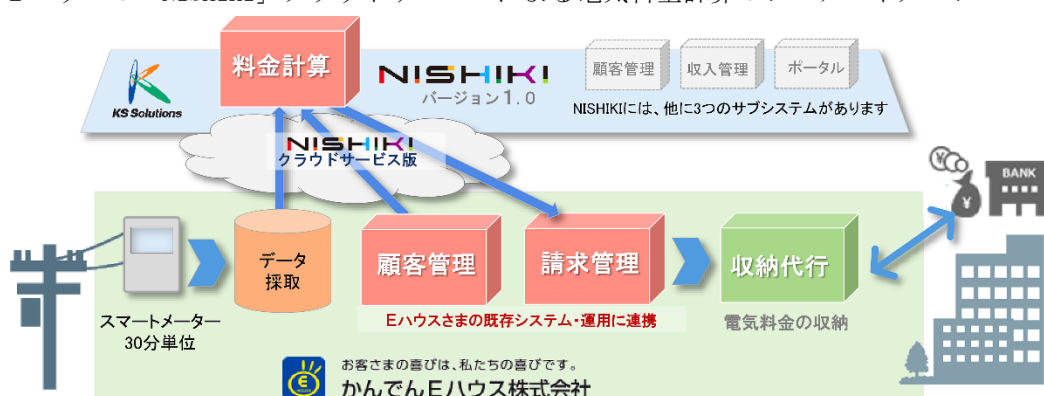 料金計算
NISHIKI
バージョン1.0
顧客管理
収入管理
ポータル
KS Solutions
NISHIKIには、他に3つのサブシステムがあります
NISHIKI
クラウドサービス版
BANK
¥
¥
データ
採取
顧客管理
請求管理
収納代行
スマートメーター
30分単位
Eハウスさまの既存システム・運用に連携
電気料金の収納
E
お客さまの喜びは、私たちの喜びです。
かんでんEハウス株式会社